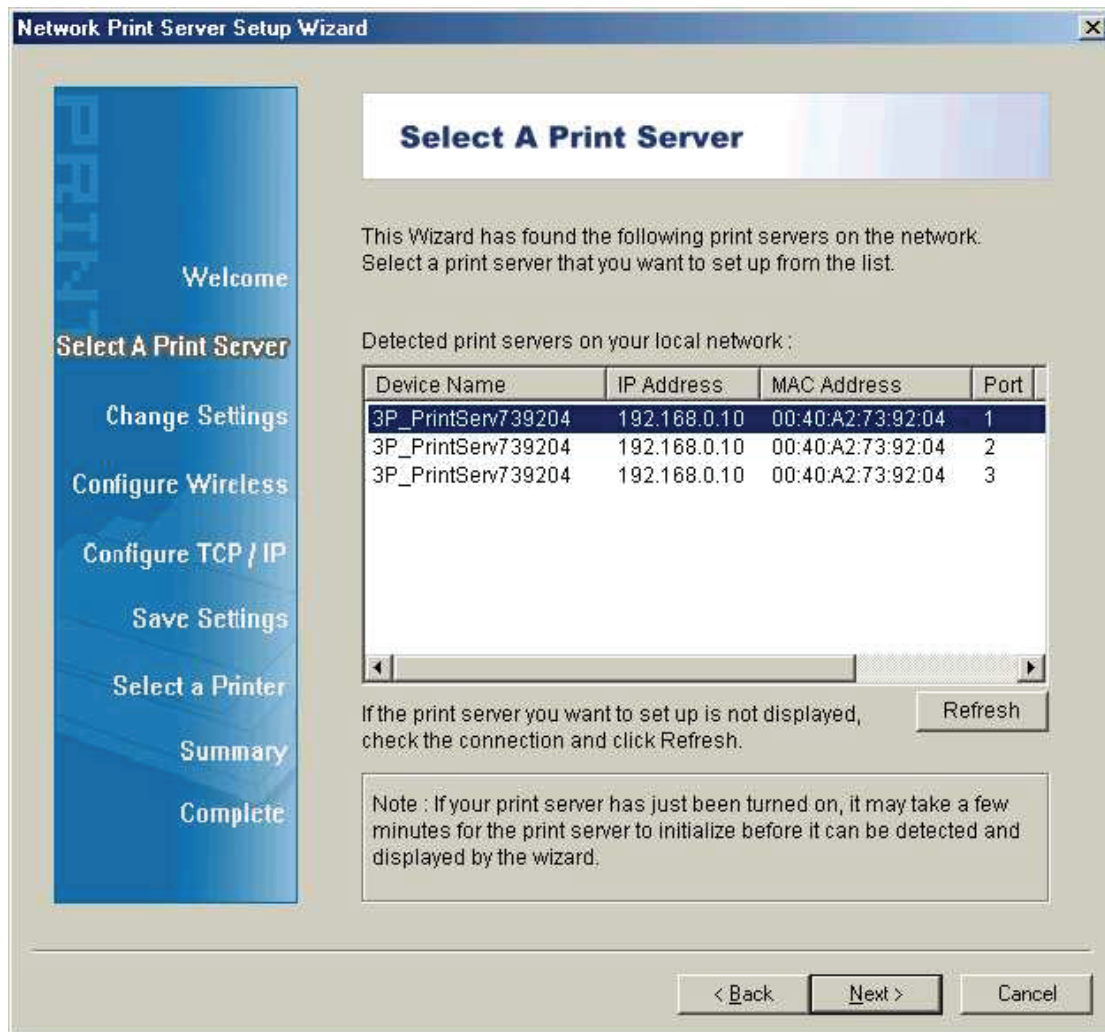 Network Print Server Setup Wizard
PRINT
Welcome
Select A Print Server
Change Settings
Configure Wireless
Configure TCP / IP
Save Settings
Select a Printer
Summary
Complete
Select A Print Server
This Wizard has found the following print servers on the network.
Select a print server that you want to set up from the list.
Detected print servers on your local network :
Device Name IP Address MAC Address Port
3P_PrintServ739204 192.168.0.10 00:40:A2:73:92:04 1
3P_PrintServ739204 192.168.0.10 00:40:A2:73:92:04 2
3P_PrintServ739204 192.168.0.10 00:40:A2:73:92:04 3
If the print server you want to set up is not displayed,
check the connection and click Refresh.
Refresh
Note : If your print server has just been turned on, it may take a few
minutes for the print server to initialize before it can be detected and
displayed by the wizard.
< Back Next > Cancel